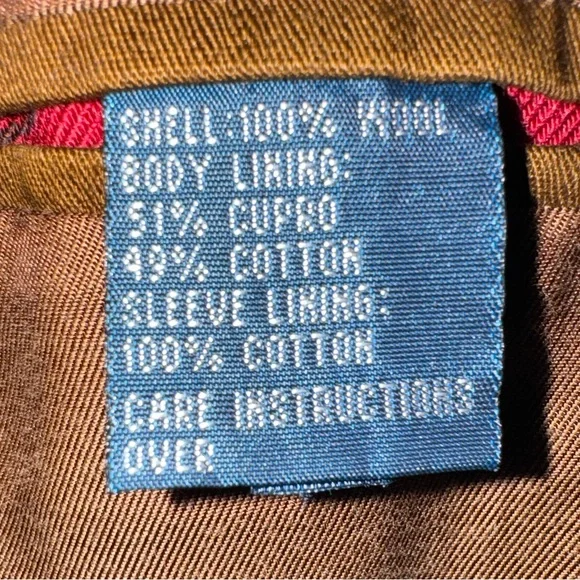 SHELL:100% WOOL
BODY LINING:
51% CUPRO
49% COTTON
SLEEVE LINING:
100% COTTON
CARE INSTRUCTIONS
OVER